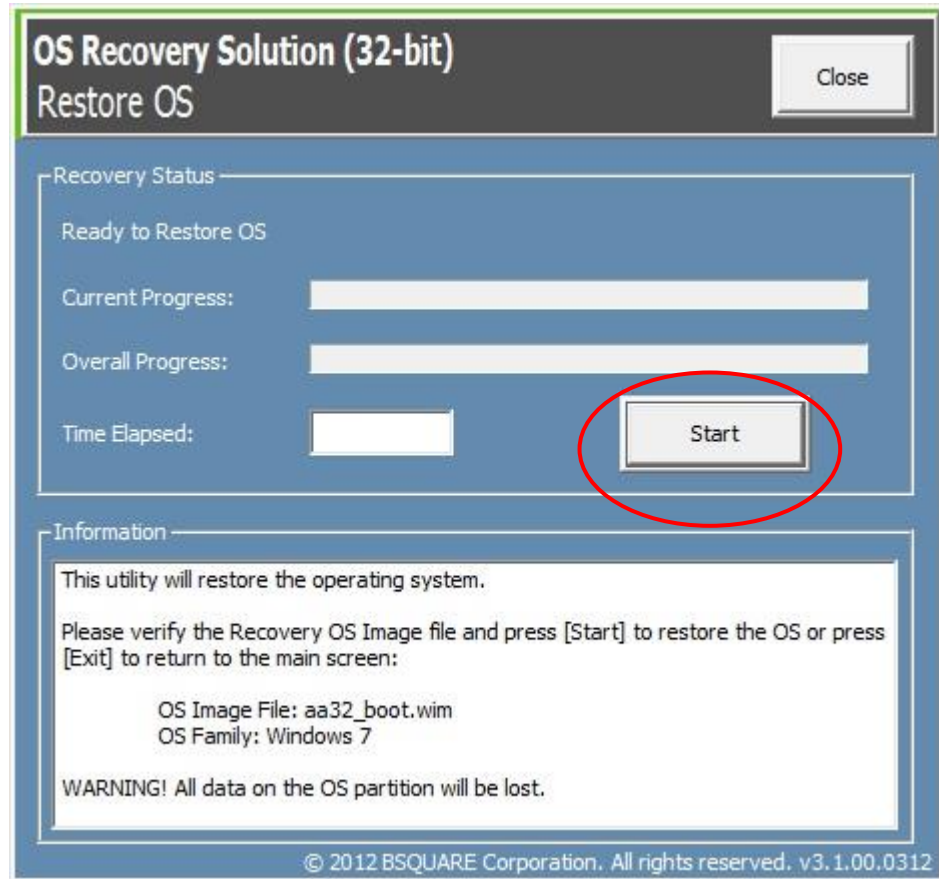 OS Recovery Solution (32-bit)
Restore OS
Close
Recovery Status
Ready to Restore OS
Current Progress:
Overall Progress:
Time Elapsed:
Start
Information
This utility will restore the operating system.
Please verify the Recovery OS Image file and press [Start] to restore the OS or press
[Exit] to return to the main screen:
OS Image File: aa32_boot.wim
OS Family: Windows 7
WARNING! All data on the OS partition will be lost.
© 2012 BSQUARE Corporation. All rights reserved. v3.1.00.0312